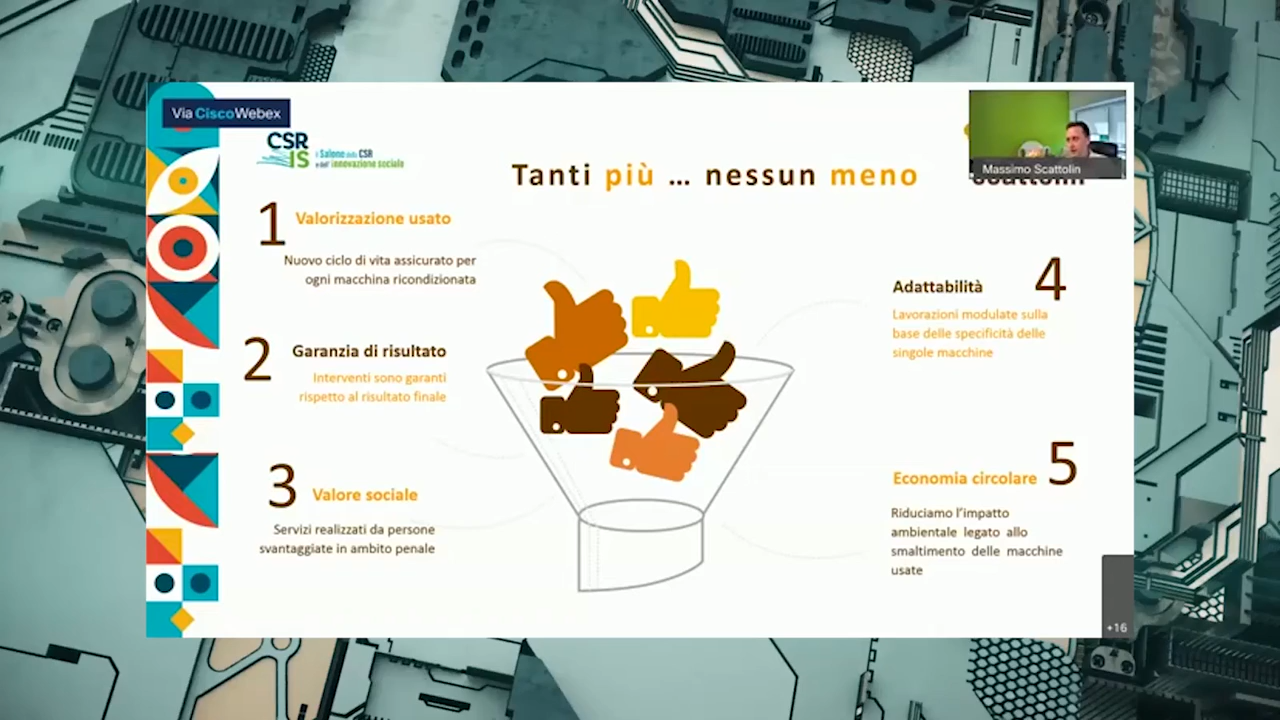 Via CiscoWebex
CSR
IS
il Salone della CSR
e dell'innovazione sociale
Tanti più ... nessun meno
Massimo Scattolin
1
Valorizzazione usato
Nuovo ciclo di vita assicurato per
ogni macchina ricondizionata
2
Garanzia di risultato
Interventi sono garanti
rispetto al risultato finale
3
Valore sociale
Servizi realizzati da persone
svantaggiate in ambito penale
4
Adattabilità
Lavorazioni modulate sulla
base delle specificità delle
singole macchine
5
Economia circolare
Riduciamo l'impatto
ambientale legato allo
smaltimento delle macchine
usate
+16